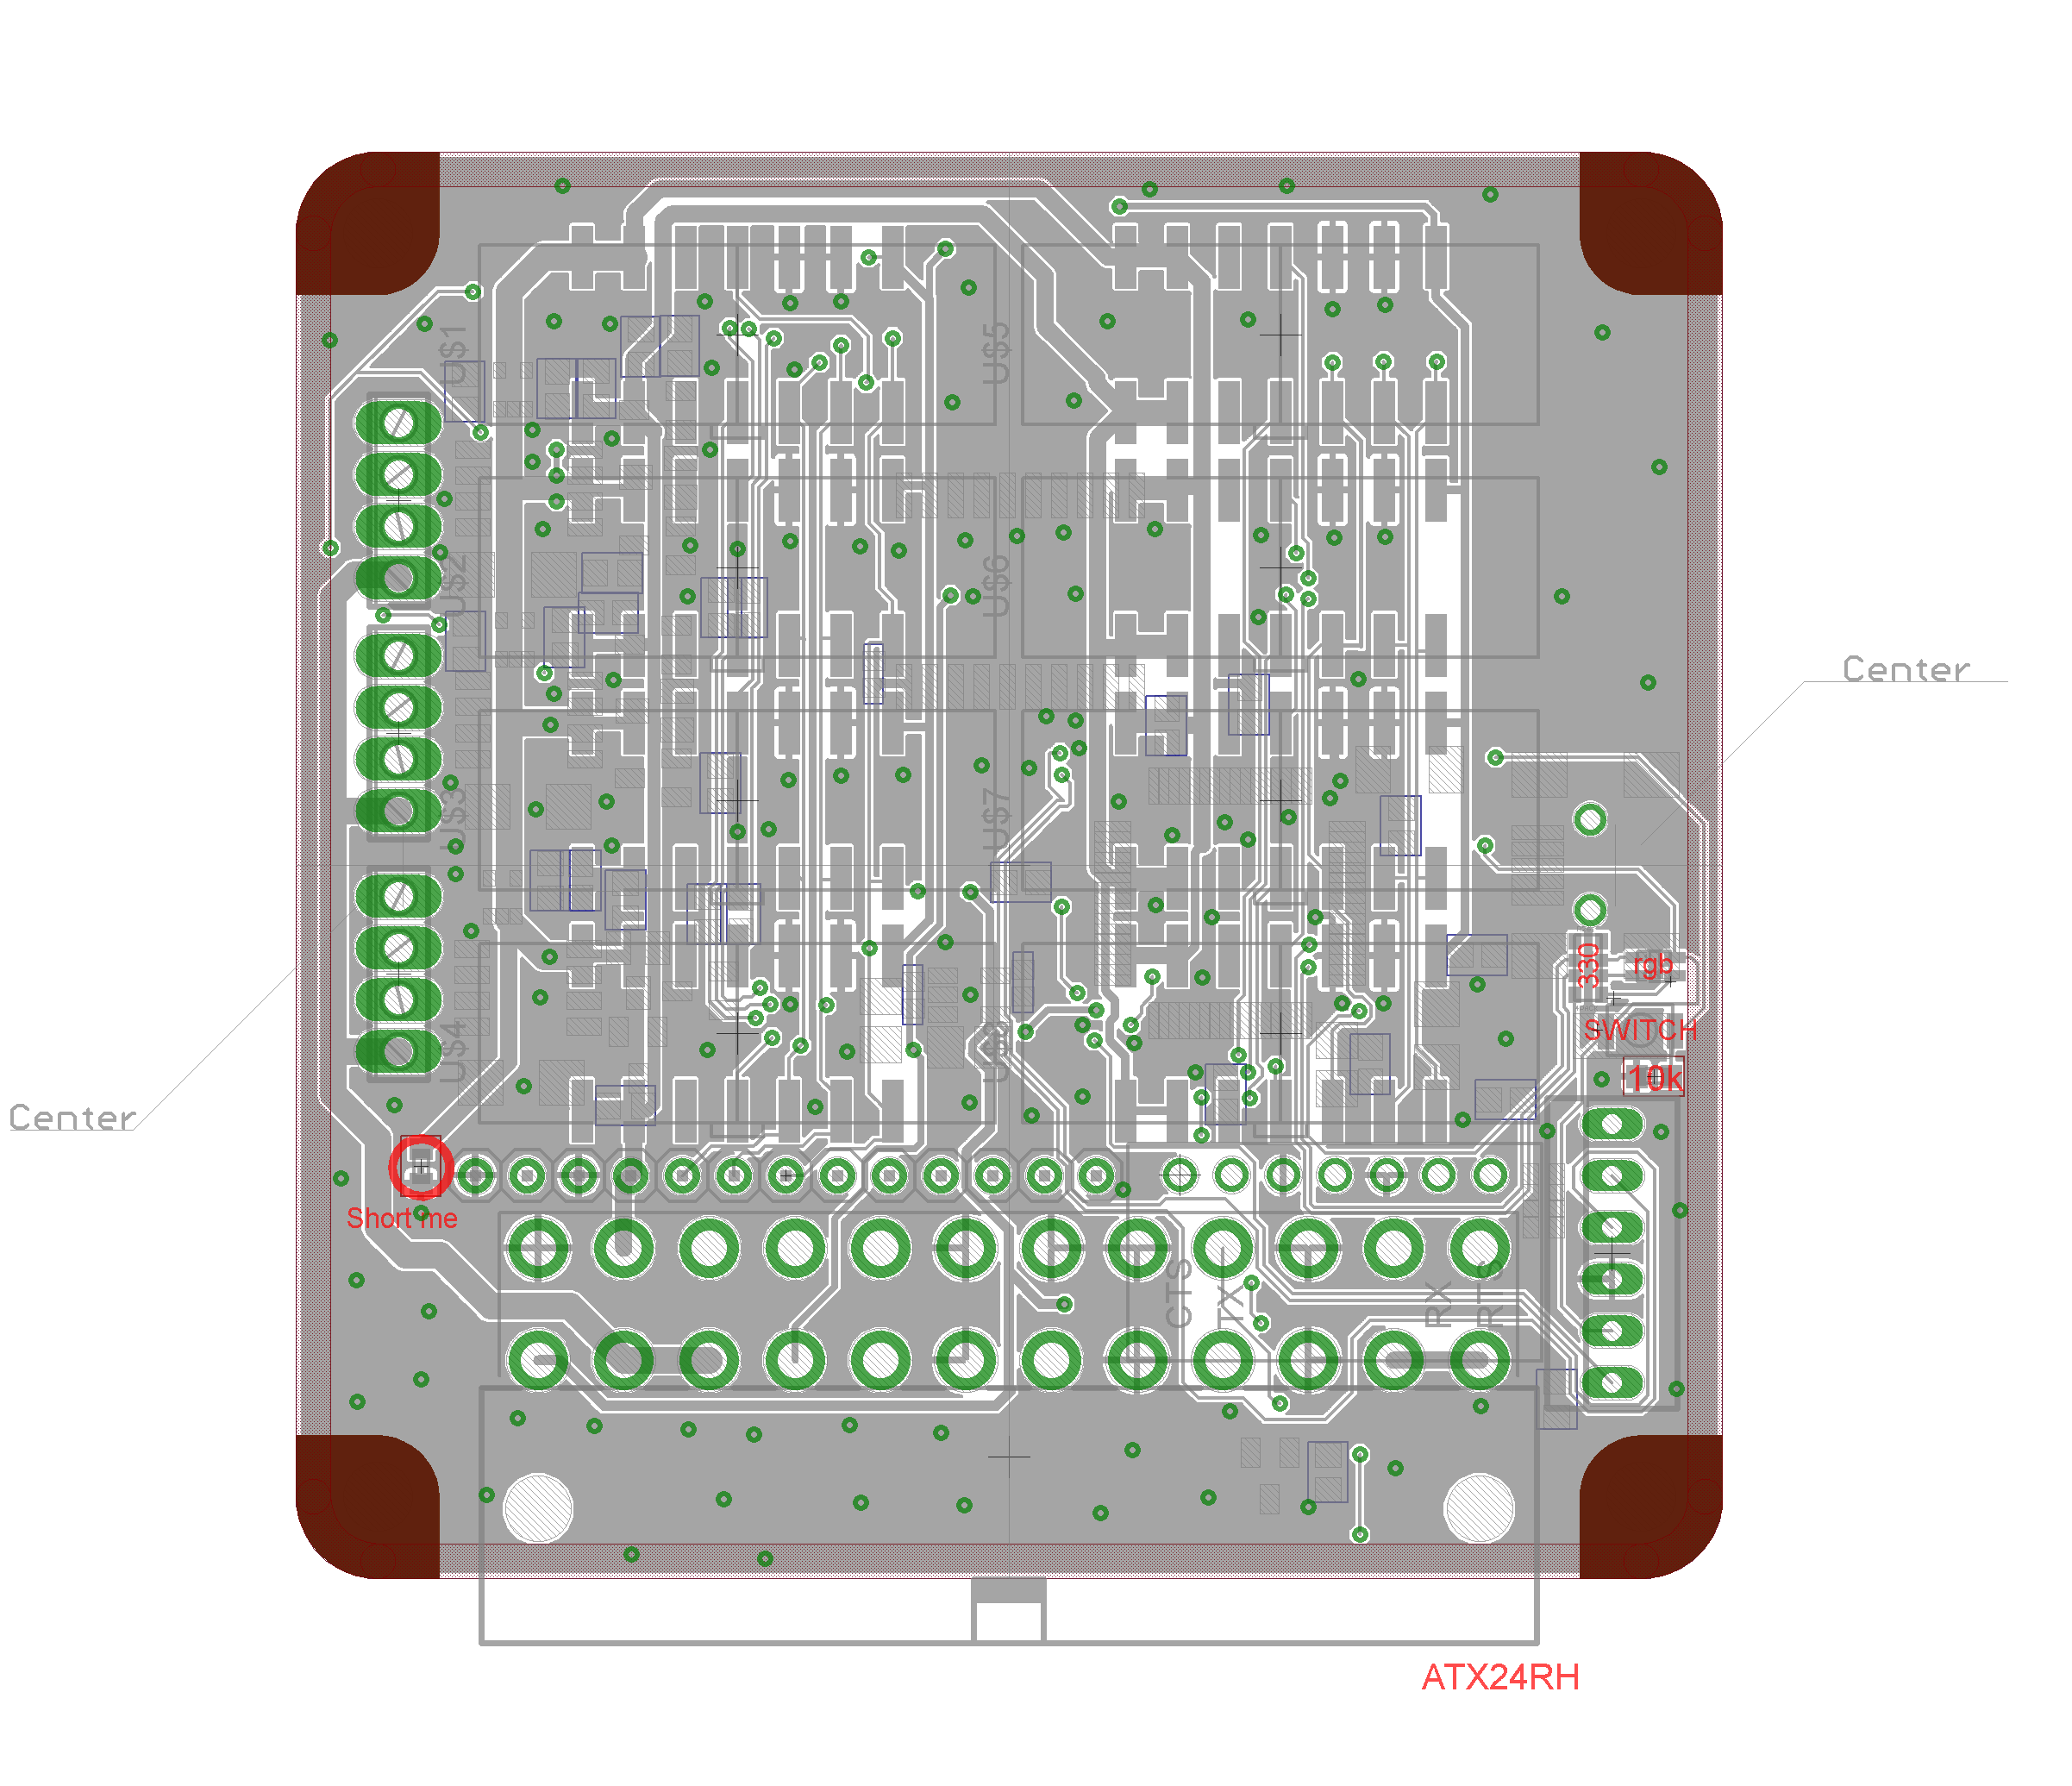 U$1
U$5
U$2
U$6
Center
U$3
U$7
330
rgb
SWITCH
U$4
10k
Center
Short me
CTS
TX
RX
RTS
ATX24RH